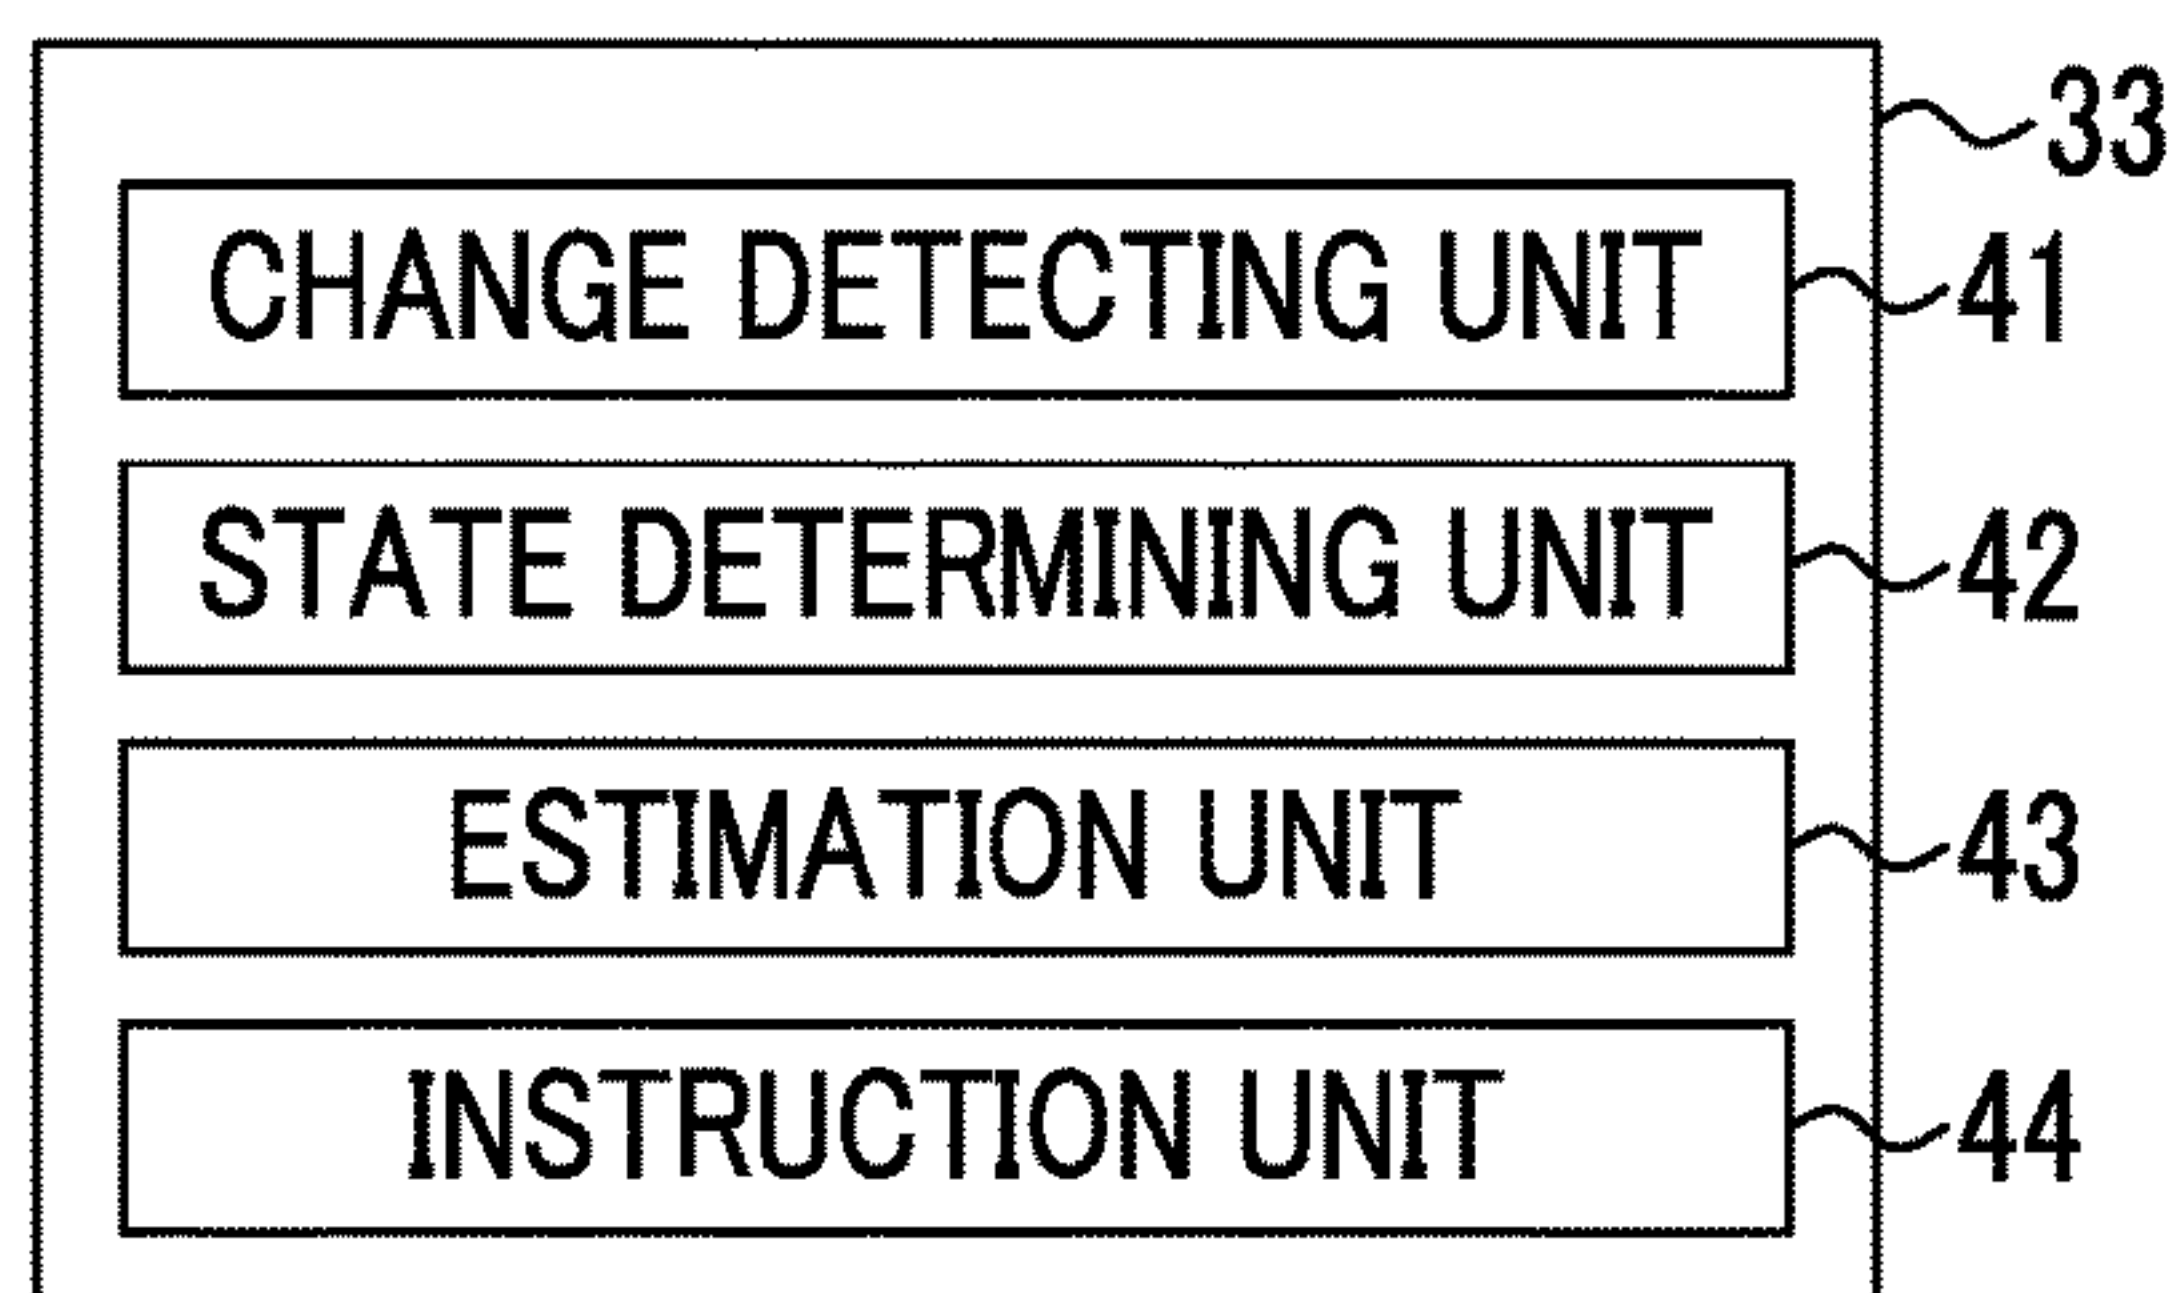 33
CHANGE DETECTING UNIT 41
STATE DETERMINING UNIT 42
ESTIMATION UNIT 43
INSTRUCTION UNIT 44